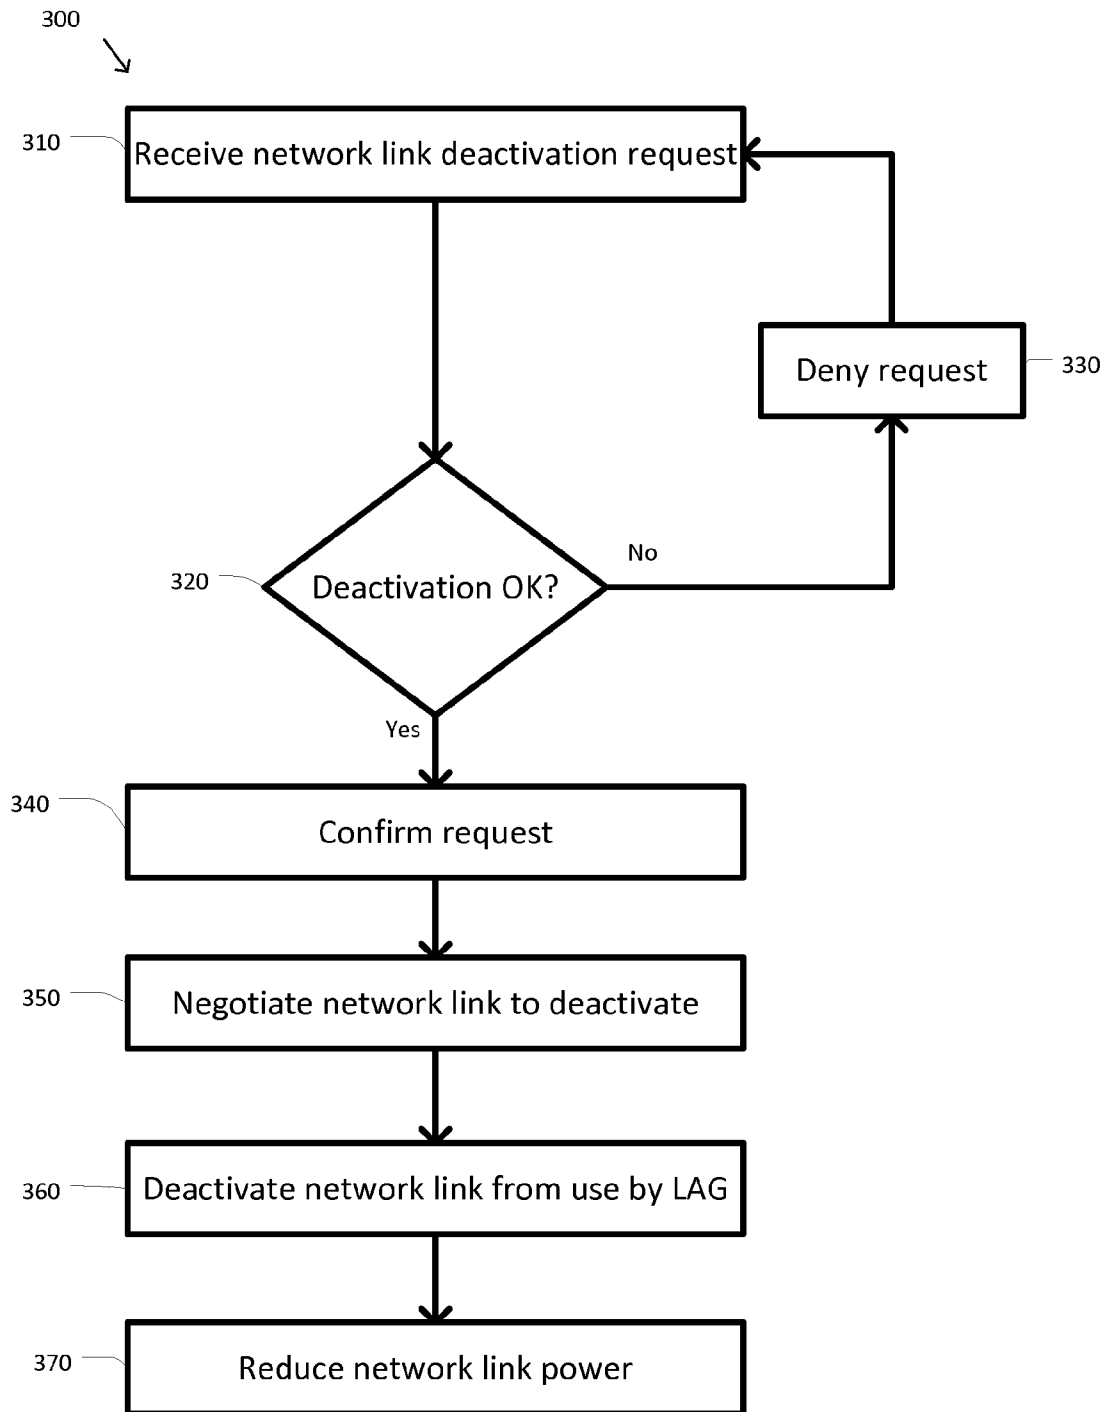 300
310
Receive network link deactivation request
Deny request
330
No
320
Deactivation OK?
Yes
340
Confirm request
350
Negotiate network link to deactivate
360
Deactivate network link from use by LAG
370
Reduce network link power